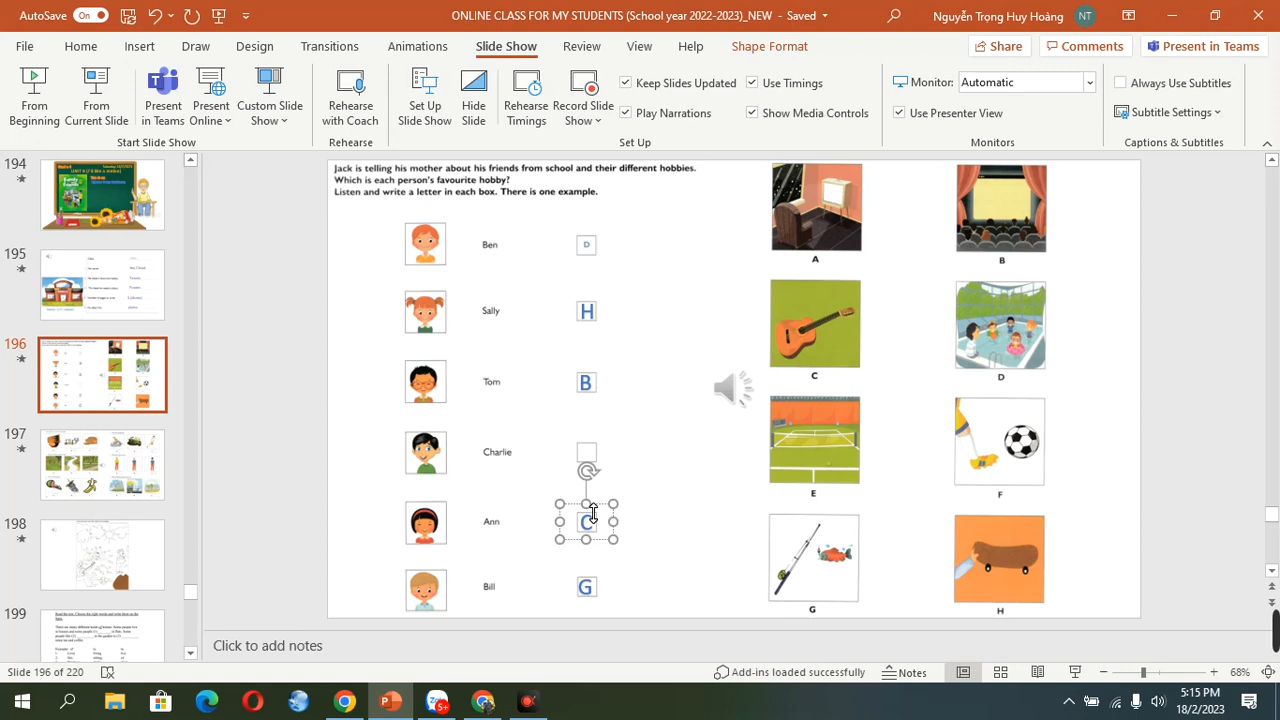 AutoSave On
ONLINE CLASS FOR MY STUDENTS (School year 2022-2023)_NEW - Saved
Nguyễn Trọng Huy Hoàng NT
File Home Insert Draw Design Transitions Animations Slide Show Review View Help Shape Format Share Comments Present in Teams
From Beginning
From Current Slide
Present in Teams
Present Online
Custom Slide Show
Rehearse with Coach
Set Up Slide Show
Hide Slide
Rehearse Timings
Record Slide Show
Keep Slides Updated
Play Narrations
Use Timings
Show Media Controls
Monitor: Automatic
Use Presenter View
Always Use Subtitles
Subtitle Settings
Start Slide Show Rehearse Set Up Monitors Captions & Subtitles
194
195
196
197
198
199
Jack is telling his mother about his friends from school and their different hobbies.
Which is each person's favourite hobby?
Listen and write a letter in each box. There is one example.
Ben D
Sally H
Tom B
Charlie
Ann C
Bill G
A
B
C
D
E
F
G
H
Click to add notes
Slide 196 of 220
Add-ins loaded successfully
Notes
68%
5+
5:15 PM
18/2/2023